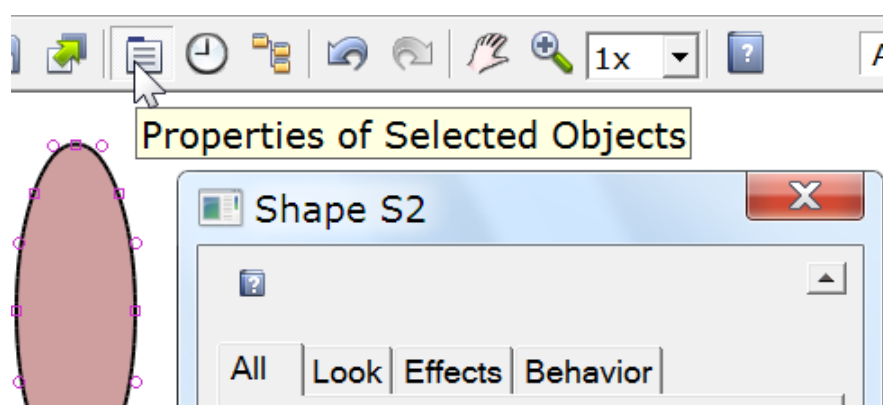 1x
A
Properties of Selected Objects
Shape S2
All Look Effects Behavior